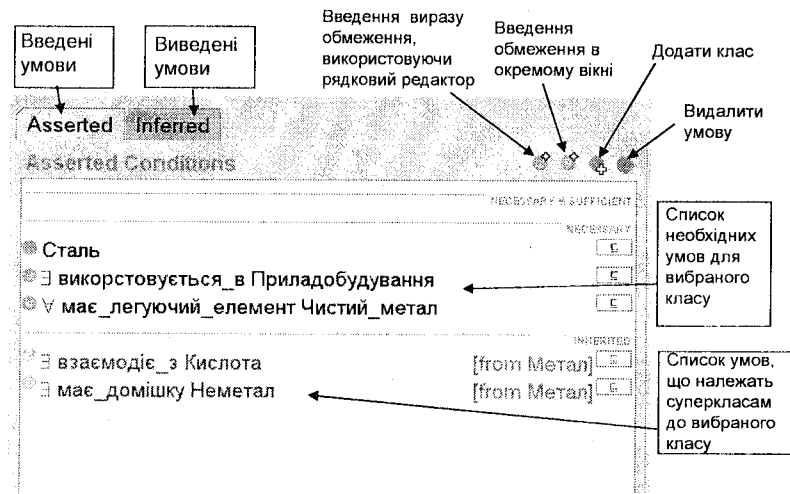 Введення виразу
обмеження,
використовуючи
рядковий редактор
Введення
обмеження в
окремому вікні
Додати клас
Видалити
умову
Введені
умови
Виведені
умови
Asserted Inferred
Asserted Conditions
NECESSARY & SUFFICIENT
NECESSARY
Сталь
∃ викорстовується_в Приладобудування
∀ має_легуючий_елемент Чистий_метал
INHERITED
∃ взаємодіє_з Кислота [from Метал]
∃ має_домішку Неметал [from Метал]
Список
необхідних
умов для
вибраного
класу
Список умов,
що належать
суперкласам
до вибраного
класу